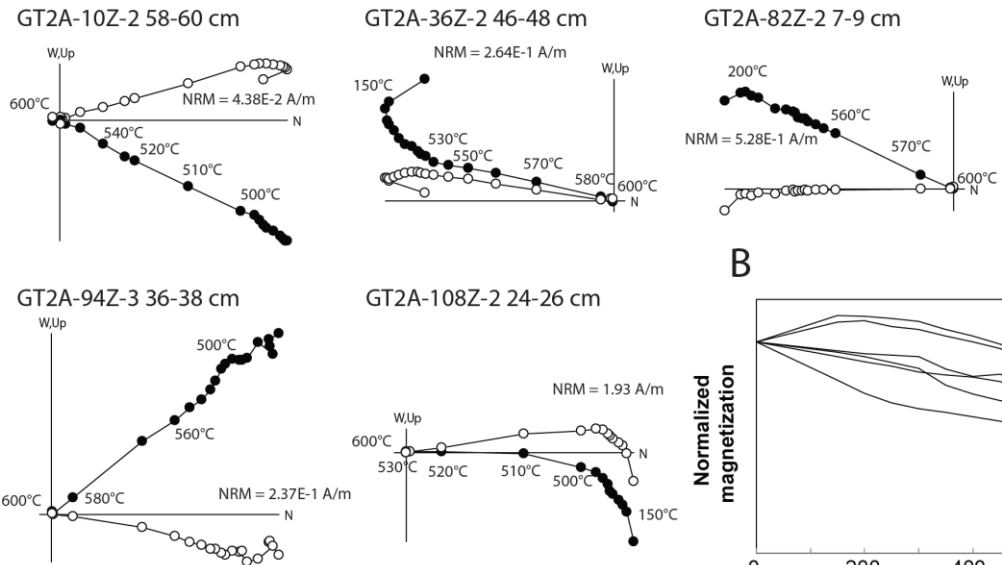 GT2A-10Z-2 58-60 cm
W,Up
600°C
NRM = 4.38E-2 A/m
N
540°C
520°C
510°C
500°C
GT2A-36Z-2 46-48 cm
NRM = 2.64E-1 A/m
W,Up
150°C
530°C
550°C
570°C
580°C
600°C
N
GT2A-82Z-2 7-9 cm
W,Up
200°C
560°C
NRM = 5.28E-1 A/m
570°C
600°C
N
GT2A-94Z-3 36-38 cm
W,Up
500°C
560°C
580°C
NRM = 2.37E-1 A/m
600°C
N
GT2A-108Z-2 24-26 cm
NRM = 1.93 A/m
W,Up
600°C
N
530°C
520°C
510°C
500°C
150°C
B
Normalized
magnetization
0 200 400